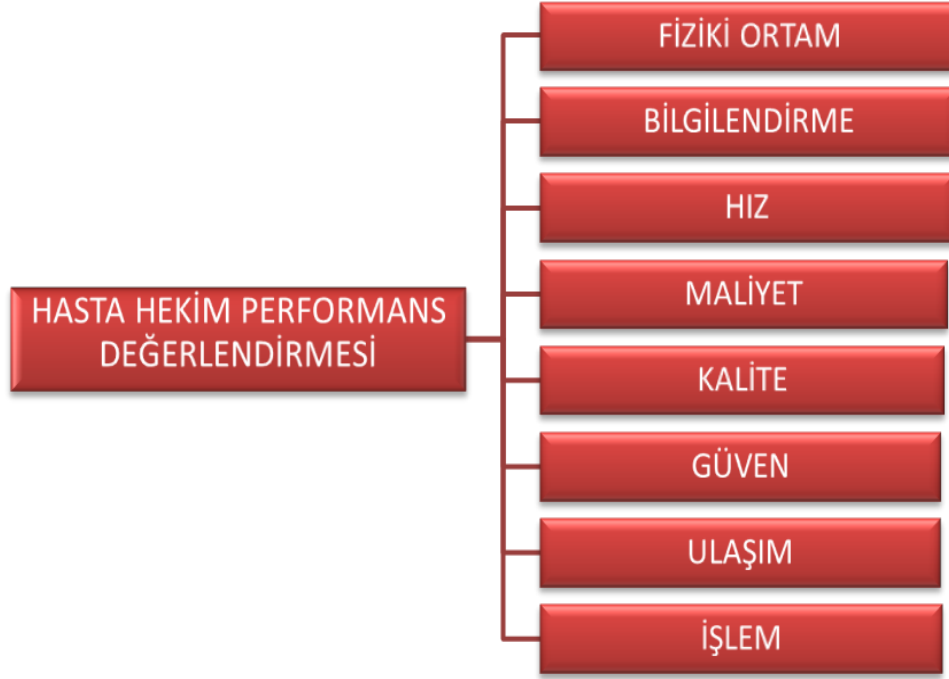 FİZİKİ ORTAM
BİLGİLENDİRME
HIZ
MALİYET
HASTA HEKİM PERFORMANS
DEĞERLENDİRMESİ
KALİTE
GÜVEN
ULAŞIM
İŞLEM